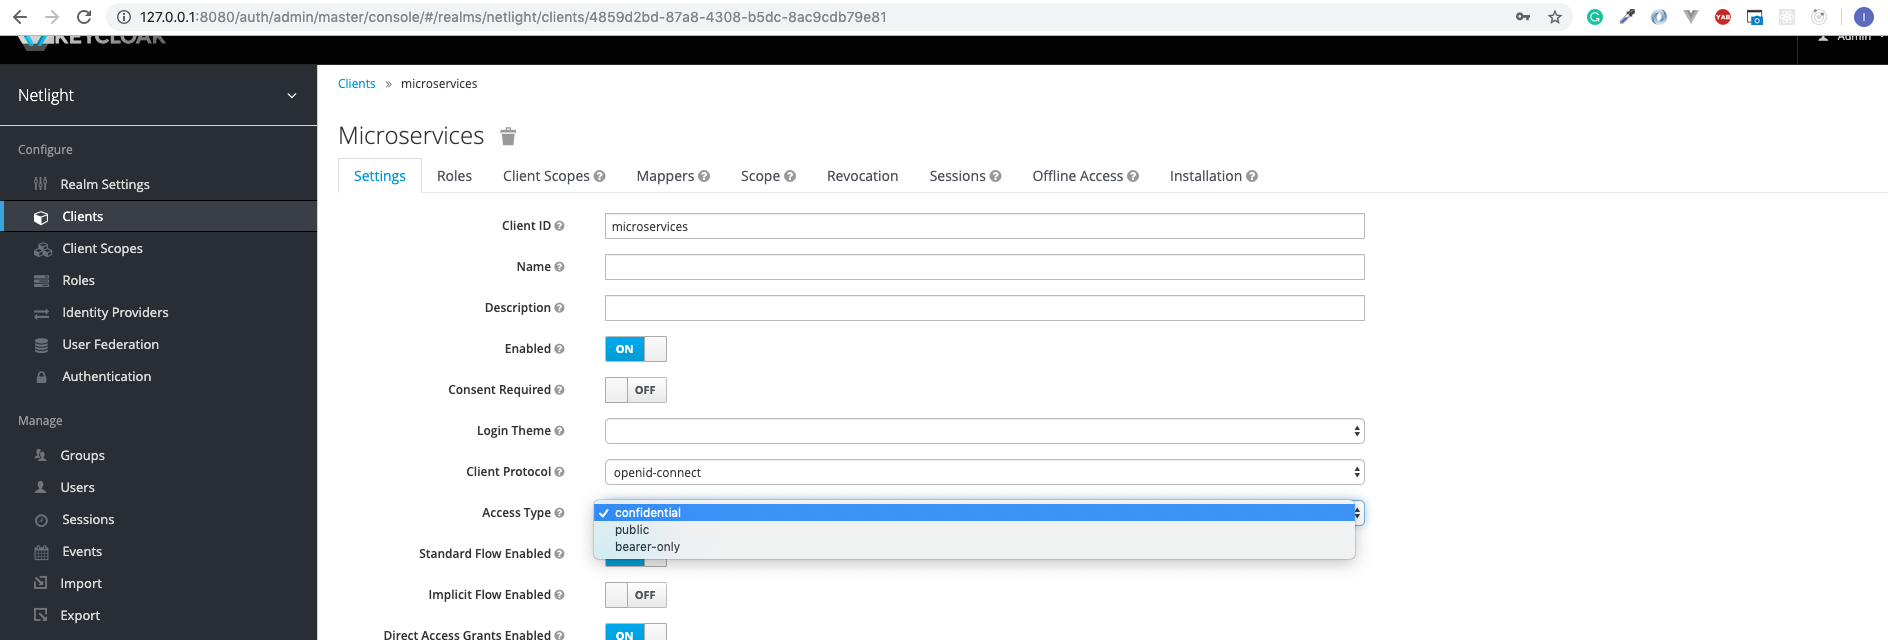 127.0.0.1:8080/auth/admin/master/console/#/realms/netlight/clients/4859d2bd-87a8-4308-b5dc-8ac9cdb79e81
YAB
I
KEYCLOAK
Admin
Netlight
Configure
Realm Settings
Clients
Client Scopes
Roles
Identity Providers
User Federation
Authentication
Manage
Groups
Users
Sessions
Events
Import
Export
Clients » microservices
Microservices
Settings Roles Client Scopes Mappers Scope Revocation Sessions Offline Access Installation
Client ID microservices
Name
Description
Enabled ON
Consent Required OFF
Login Theme
Client Protocol openid-connect
Access Type ✓ confidential
public
bearer-only
Standard Flow Enabled
Implicit Flow Enabled OFF
Direct Access Grants Enabled ON